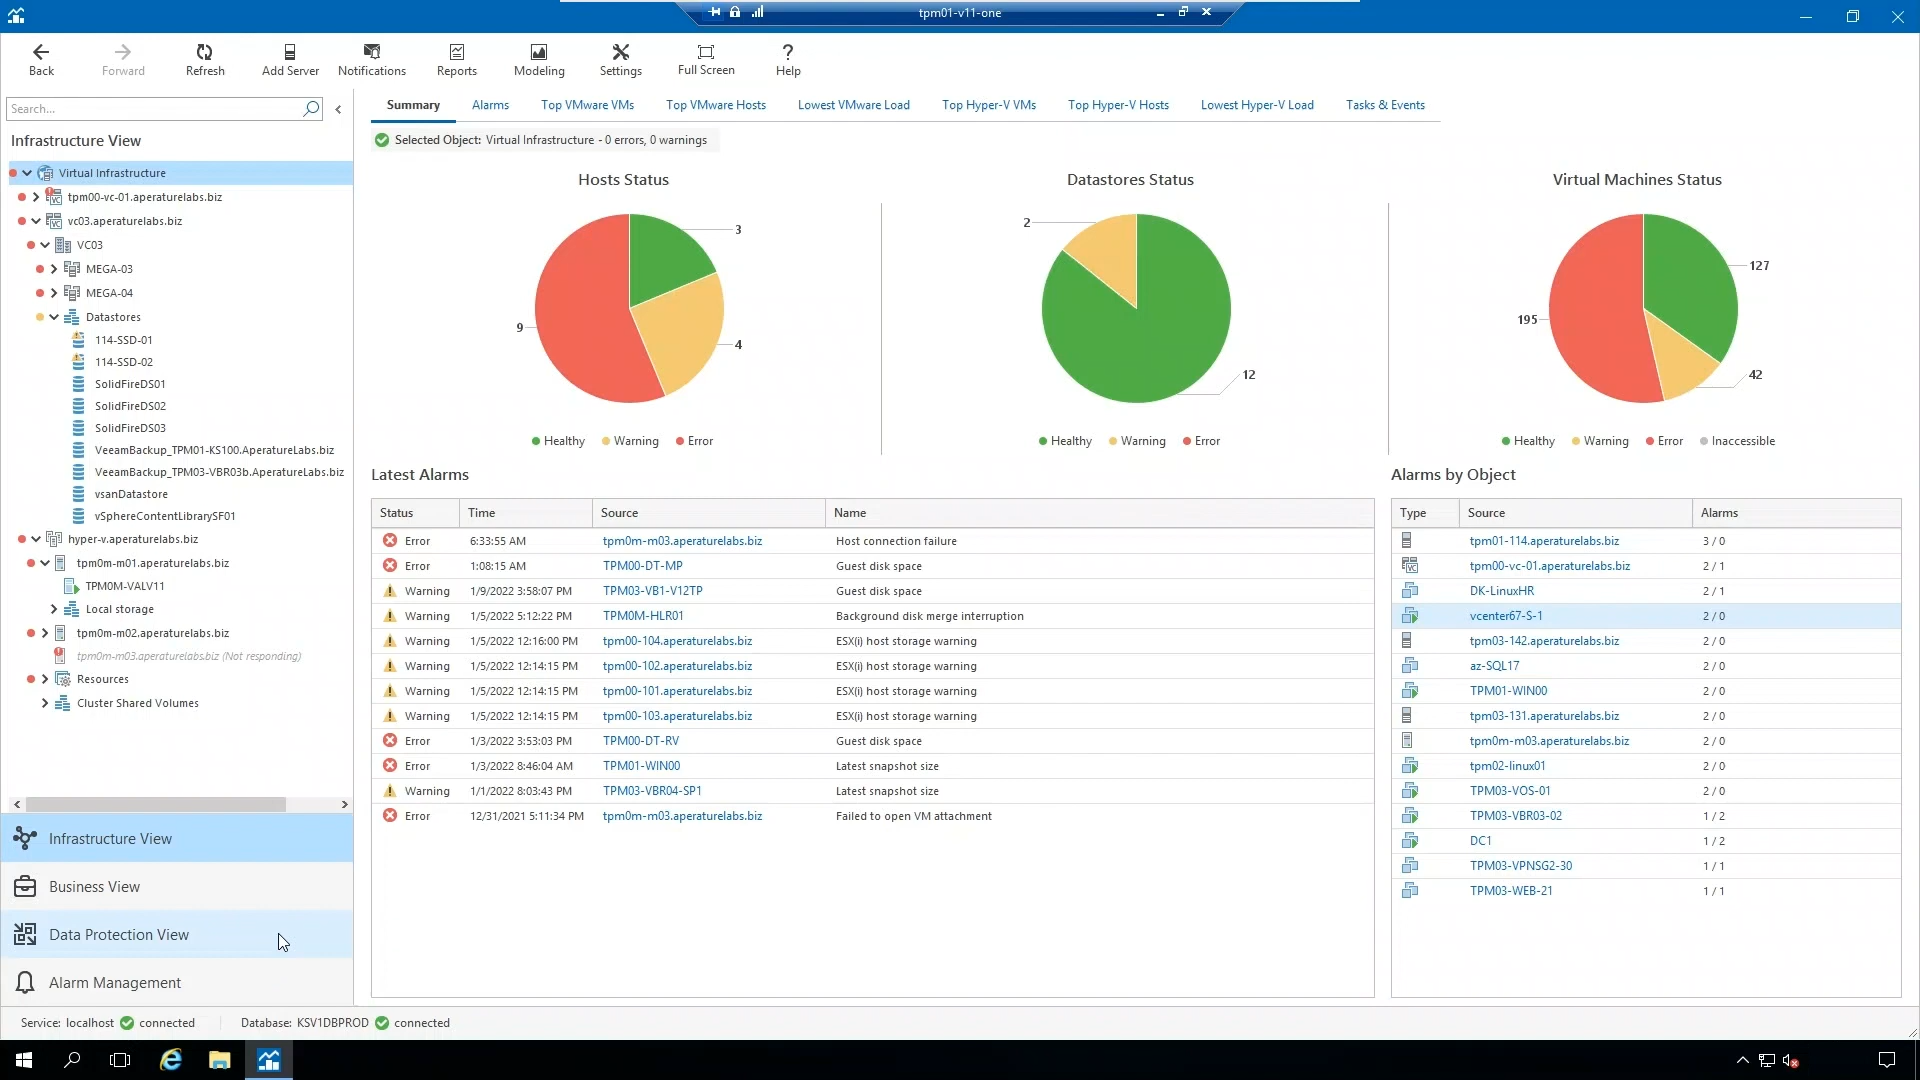 tpm01-v11-one
Back
Forward
Refresh
Add Server
Notifications
Reports
Modeling
Settings
Full Screen
Help
Search...
Infrastructure View
Virtual Infrastructure
tpm00-vc-01.aperaturelabs.biz
vc03.aperaturelabs.biz
VC03
MEGA-03
MEGA-04
Datastores
114-SSD-01
114-SSD-02
SolidFireDS01
SolidFireDS02
SolidFireDS03
VeeamBackup_TPM01-KS100.AperatureLabs.biz
VeeamBackup_TPM03-VBR03b.AperatureLabs.biz
vsanDatastore
vSphereContentLibrarySF01
hyper-v.aperaturelabs.biz
tpm0m-m01.aperaturelabs.biz
TPM0M-VALV11
Local storage
tpm0m-m02.aperaturelabs.biz
tpm0m-m03.aperaturelabs.biz (Not responding)
Resources
Cluster Shared Volumes
Infrastructure View
Business View
Data Protection View
Alarm Management
Summary Alarms Top VMware VMs Top VMware Hosts Lowest VMware Load Top Hyper-V VMs Top Hyper-V Hosts Lowest Hyper-V Load Tasks & Events
Selected Object: Virtual Infrastructure - 0 errors, 0 warnings
Hosts Status
3
4
9
Healthy Warning Error
Datastores Status
2
12
Healthy Warning Error
Virtual Machines Status
127
42
195
Healthy Warning Error Inaccessible
Latest Alarms
Status Time Source Name
Error 6:33:55 AM tpm0m-m03.aperaturelabs.biz Host connection failure
Error 1:08:15 AM TPM00-DT-MP Guest disk space
Warning 1/9/2022 3:58:07 PM TPM03-VB1-V12TP Guest disk space
Warning 1/5/2022 5:12:22 PM TPM0M-HLR01 Background disk merge interruption
Warning 1/5/2022 12:16:00 PM tpm00-104.aperaturelabs.biz ESX(i) host storage warning
Warning 1/5/2022 12:14:15 PM tpm00-102.aperaturelabs.biz ESX(i) host storage warning
Warning 1/5/2022 12:14:15 PM tpm00-101.aperaturelabs.biz ESX(i) host storage warning
Warning 1/5/2022 12:14:15 PM tpm00-103.aperaturelabs.biz ESX(i) host storage warning
Error 1/3/2022 3:53:03 PM TPM00-DT-RV Guest disk space
Error 1/3/2022 8:46:04 AM TPM01-WIN00 Latest snapshot size
Warning 1/1/2022 8:03:43 PM TPM03-VBR04-SP1 Latest snapshot size
Error 12/31/2021 5:11:34 PM tpm0m-m03.aperaturelabs.biz Failed to open VM attachment
Alarms by Object
Type Source Alarms
tpm01-114.aperaturelabs.biz 3 / 0
tpm00-vc-01.aperaturelabs.biz 2 / 1
DK-LinuxHR 2 / 1
vcenter67-S-1 2 / 0
tpm03-142.aperaturelabs.biz 2 / 0
az-SQL17 2 / 0
TPM01-WIN00 2 / 0
tpm03-131.aperaturelabs.biz 2 / 0
tpm0m-m03.aperaturelabs.biz 2 / 0
tpm02-linux01 2 / 0
TPM03-VOS-01 2 / 0
TPM03-VBR03-02 1 / 2
DC1 1 / 2
TPM03-VPNSG2-30 1 / 1
TPM03-WEB-21 1 / 1
Service: localhost connected Database: KSV1DBPROD connected